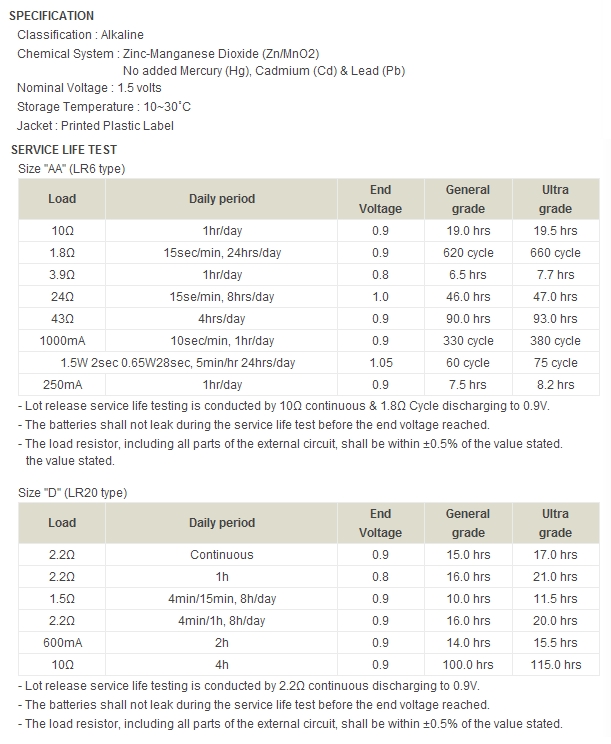 SPECIFICATION
Classification : Alkaline
Chemical System : Zinc-Manganese Dioxide (Zn/MnO2)
No added Mercury (Hg), Cadmium (Cd) & Lead (Pb)
Nominal Voltage : 1.5 volts
Storage Temperature : 10~30˚C
Jacket : Printed Plastic Label
SERVICE LIFE TEST
Size "AA" (LR6 type)
Load Daily period End Voltage General grade Ultra grade
10Ω 1hr/day 0.9 19.0 hrs 19.5 hrs
1.8Ω 15sec/min, 24hrs/day 0.9 620 cycle 660 cycle
3.9Ω 1hr/day 0.8 6.5 hrs 7.7 hrs
24Ω 15se/min, 8hrs/day 1.0 46.0 hrs 47.0 hrs
43Ω 4hrs/day 0.9 90.0 hrs 93.0 hrs
1000mA 10sec/min, 1hr/day 0.9 330 cycle 380 cycle
1.5W 2sec 0.65W28sec, 5min/hr 24hrs/day 1.05 60 cycle 75 cycle
250mA 1hr/day 0.9 7.5 hrs 8.2 hrs
- Lot release service life testing is conducted by 10Ω continuous & 1.8Ω Cycle discharging to 0.9V.
- The batteries shall not leak during the service life test before the end voltage reached.
- The load resistor, including all parts of the external circuit, shall be within ±0.5% of the value stated.
the value stated.
Size "D" (LR20 type)
Load Daily period End Voltage General grade Ultra grade
2.2Ω Continuous 0.9 15.0 hrs 17.0 hrs
2.2Ω 1h 0.8 16.0 hrs 21.0 hrs
1.5Ω 4min/15min, 8h/day 0.9 10.0 hrs 11.5 hrs
2.2Ω 4min/1h, 8h/day 0.9 16.0 hrs 20.0 hrs
600mA 2h 0.9 14.0 hrs 15.5 hrs
10Ω 4h 0.9 100.0 hrs 115.0 hrs
- Lot release service life testing is conducted by 2.2Ω continuous discharging to 0.9V.
- The batteries shall not leak during the service life test before the end voltage reached.
- The load resistor, including all parts of the external circuit, shall be within ±0.5% of the value stated.